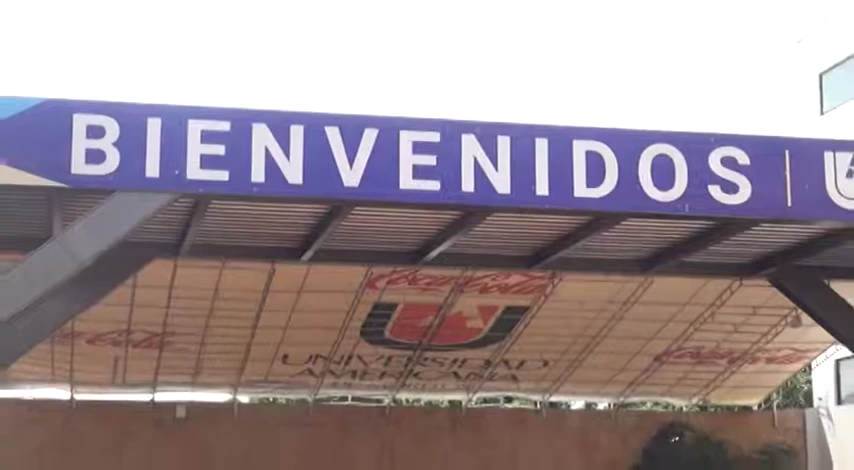 BIENVENIDOS
Coca-Cola
UNIVERSIDAD
Coca-Cola
AMERICANA
Coca-Cola